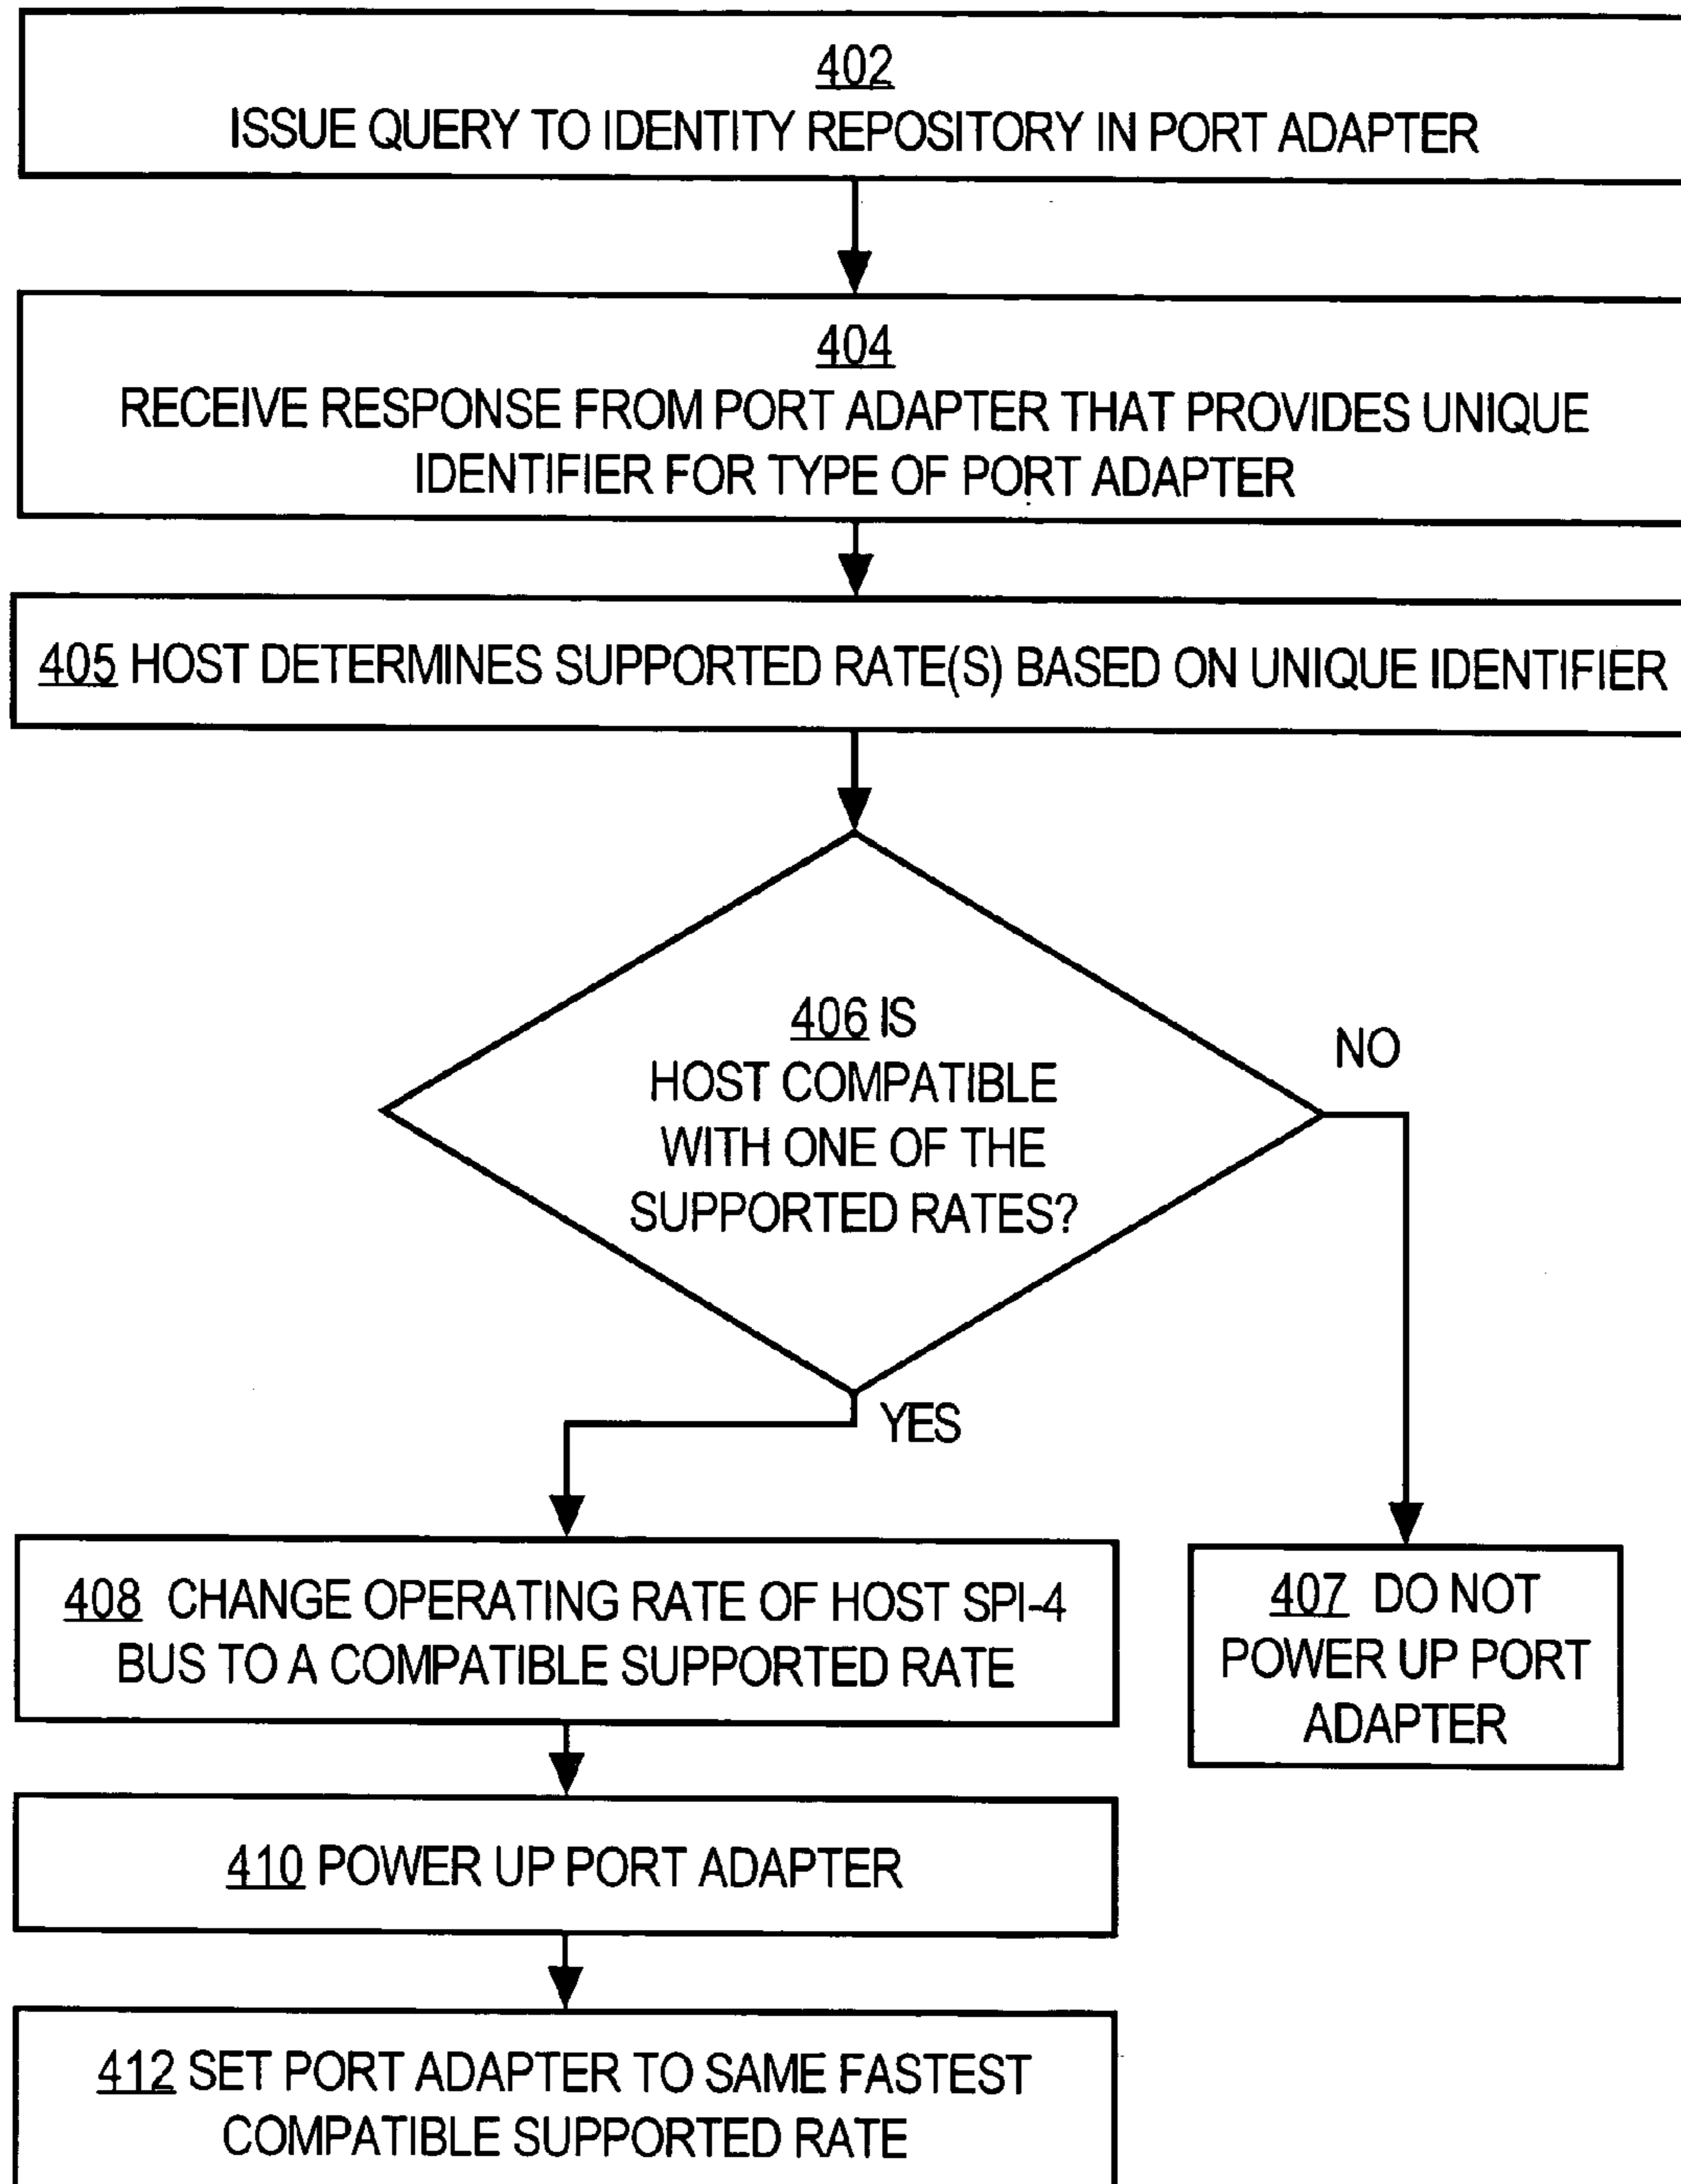 402
ISSUE QUERY TO IDENTITY REPOSITORY IN PORT ADAPTER
404
RECEIVE RESPONSE FROM PORT ADAPTER THAT PROVIDES UNIQUE
IDENTIFIER FOR TYPE OF PORT ADAPTER
405 HOST DETERMINES SUPPORTED RATE(S) BASED ON UNIQUE IDENTIFIER
406 IS
HOST COMPATIBLE
WITH ONE OF THE
SUPPORTED RATES?
NO
YES
408 CHANGE OPERATING RATE OF HOST SPI-4
BUS TO A COMPATIBLE SUPPORTED RATE
407 DO NOT
POWER UP PORT
ADAPTER
410 POWER UP PORT ADAPTER
412 SET PORT ADAPTER TO SAME FASTEST
COMPATIBLE SUPPORTED RATE